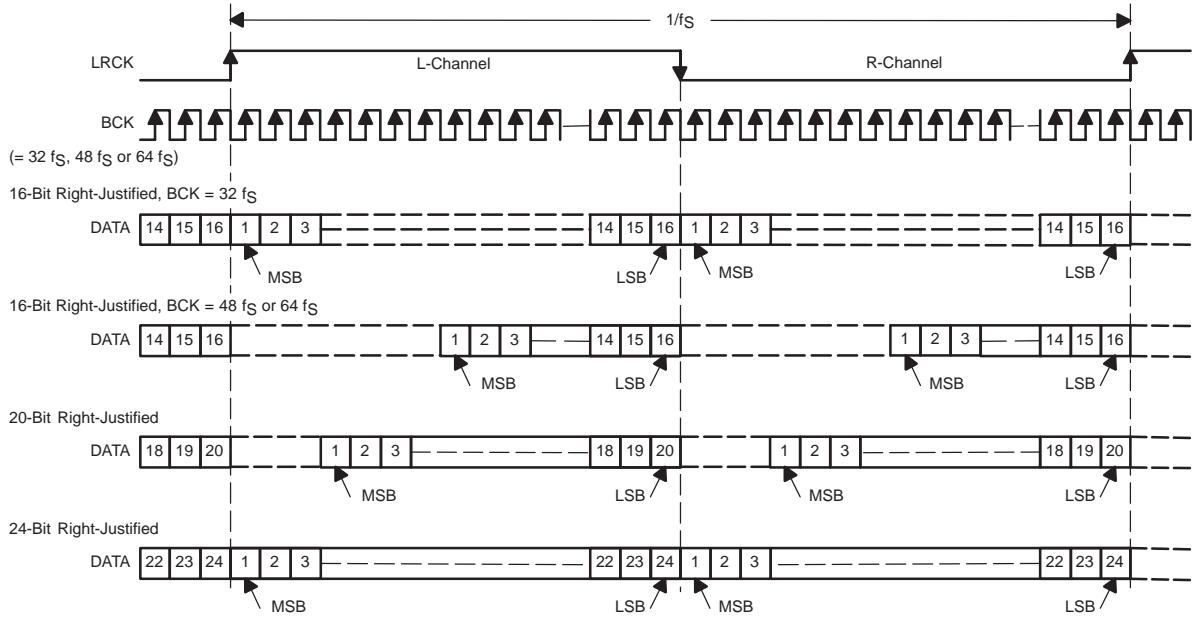 1/fS
LRCK L-Channel R-Channel
BCK
(= 32 fS, 48 fS or 64 fS)
16-Bit Right-Justified, BCK = 32 fS
DATA 14 15 16 1 2 3 14 15 16 1 2 3 14 15 16
MSB LSB MSB LSB
16-Bit Right-Justified, BCK = 48 fS or 64 fS
DATA 14 15 16 1 2 3 14 15 16 1 2 3 14 15 16
MSB LSB MSB LSB
20-Bit Right-Justified
DATA 18 19 20 1 2 3 18 19 20 1 2 3 18 19 20
MSB LSB MSB LSB
24-Bit Right-Justified
DATA 22 23 24 1 2 3 22 23 24 1 2 3 22 23 24
MSB LSB MSB LSB